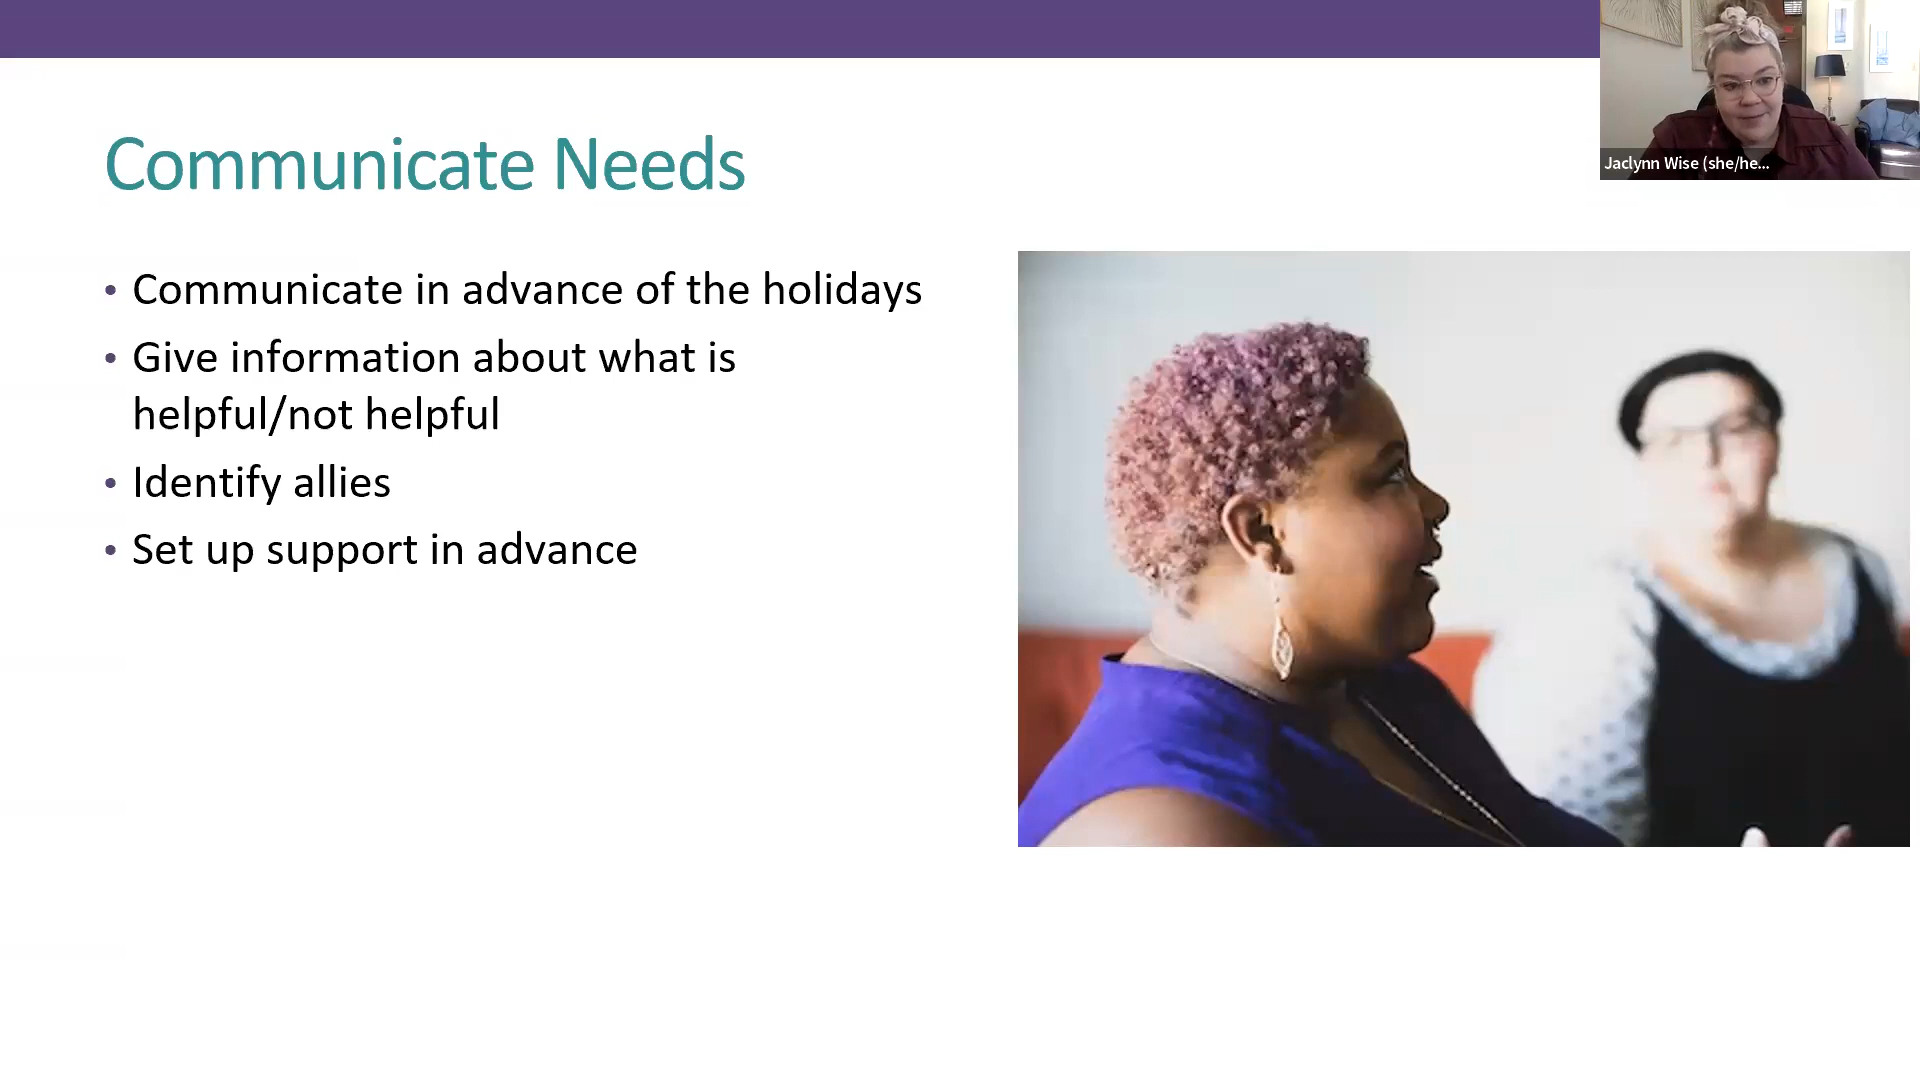 Communicate Needs
• Communicate in advance of the holidays
• Give information about what is
helpful/not helpful
• Identify allies
• Set up support in advance
Jaclynn Wise (she/he...